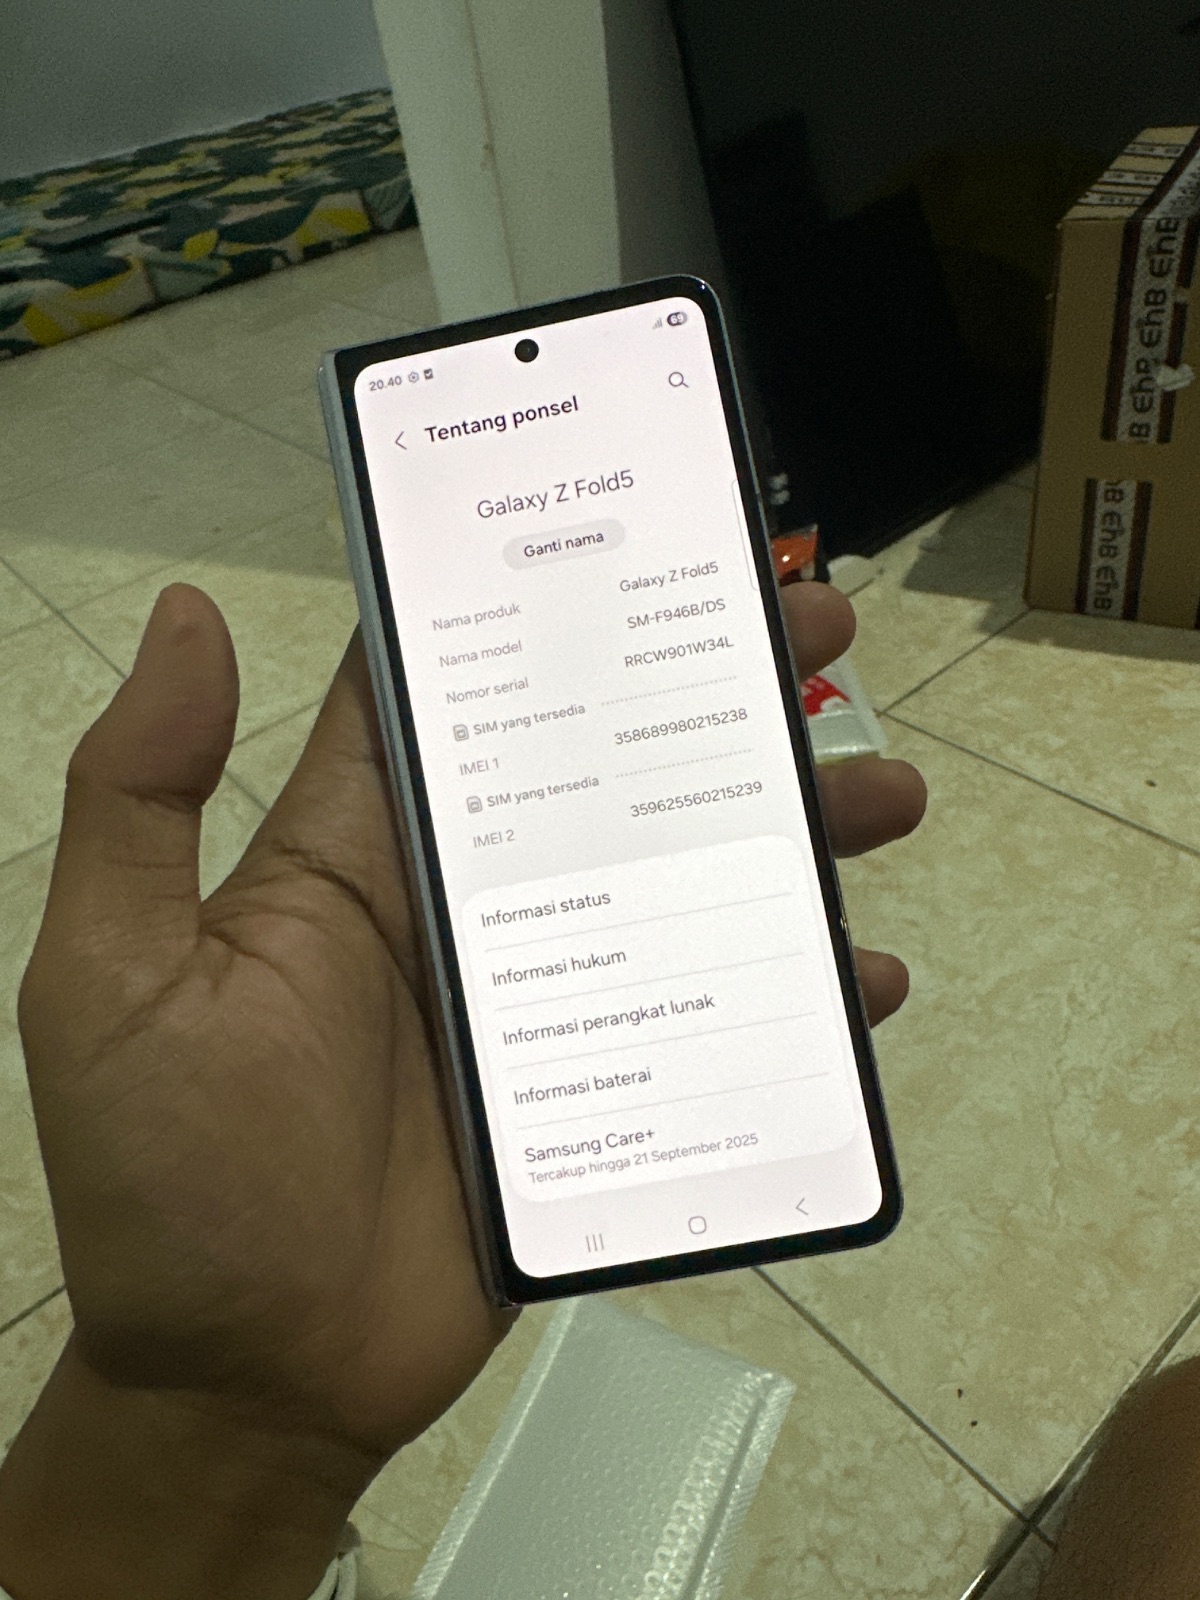 20.40
69
Tentang ponsel
Galaxy Z Fold5
Ganti nama
Nama produk
Galaxy Z Fold5
Nama model
SM-F946B/DS
Nomor serial
RRCW901W34L
SIM yang tersedia
IMEI 1
358689980215238
SIM yang tersedia
IMEI 2
359625560215239
Informasi status
Informasi hukum
Informasi perangkat lunak
Informasi baterai
Samsung Care+
Tercakup hingga 21 September 2025